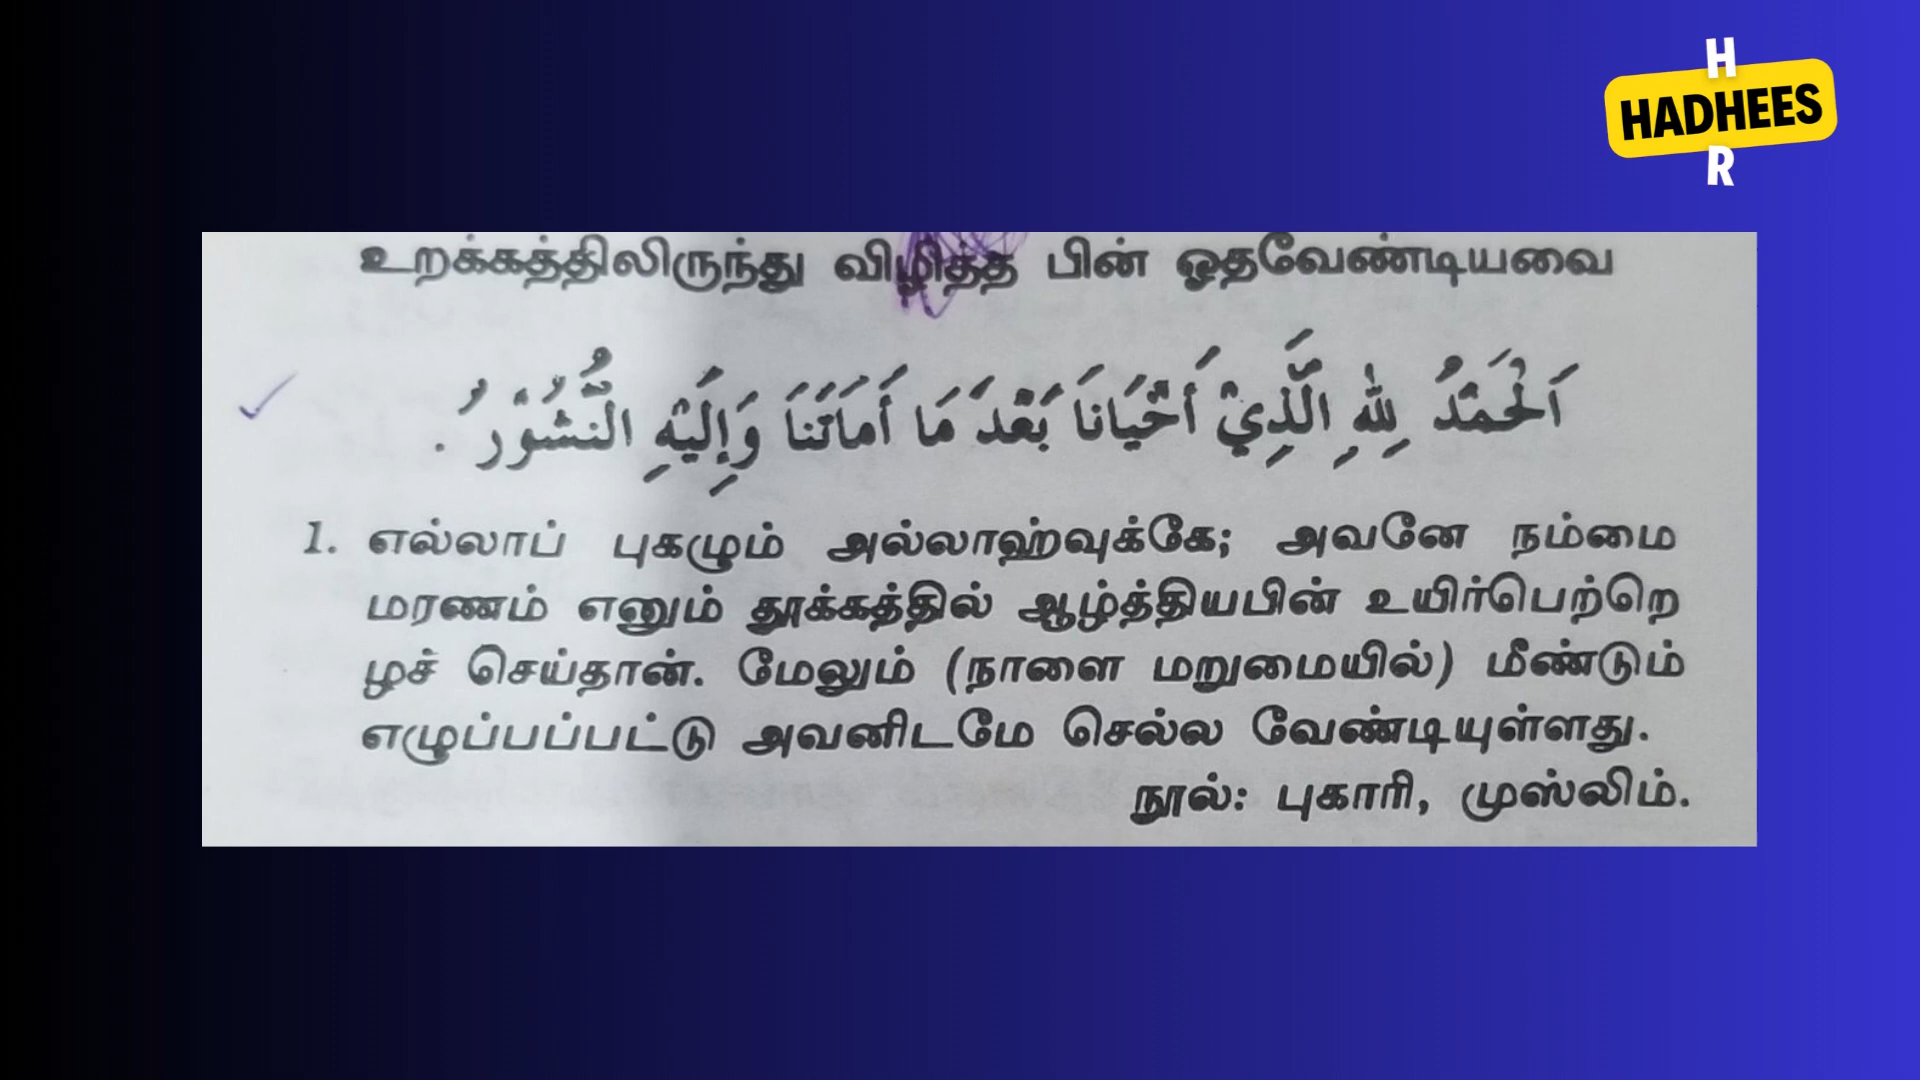 H
HADHEES
R
உறக்கத்திலிருந்து விழித்த பின் ஓதவேண்டியவை
اَلْحَمْدُ لِلّٰهِ الَّذِيْ أَحْيَانَا بَعْدَ مَا أَمَاتَنَا وَإِلَيْهِ النُّشُوْرُ .
1. எல்லாப் புகழும் அல்லாஹ்வுக்கே; அவனே நம்மை
மரணம் எனும் தூக்கத்தில் ஆழ்த்தியபின் உயிர்பெற்றெ
ழச் செய்தான். மேலும் (நாளை மறுமையில்) மீண்டும்
எழுப்பப்பட்டு அவனிடமே செல்ல வேண்டியுள்ளது.
நூல்: புகாரி, முஸ்லிம்.